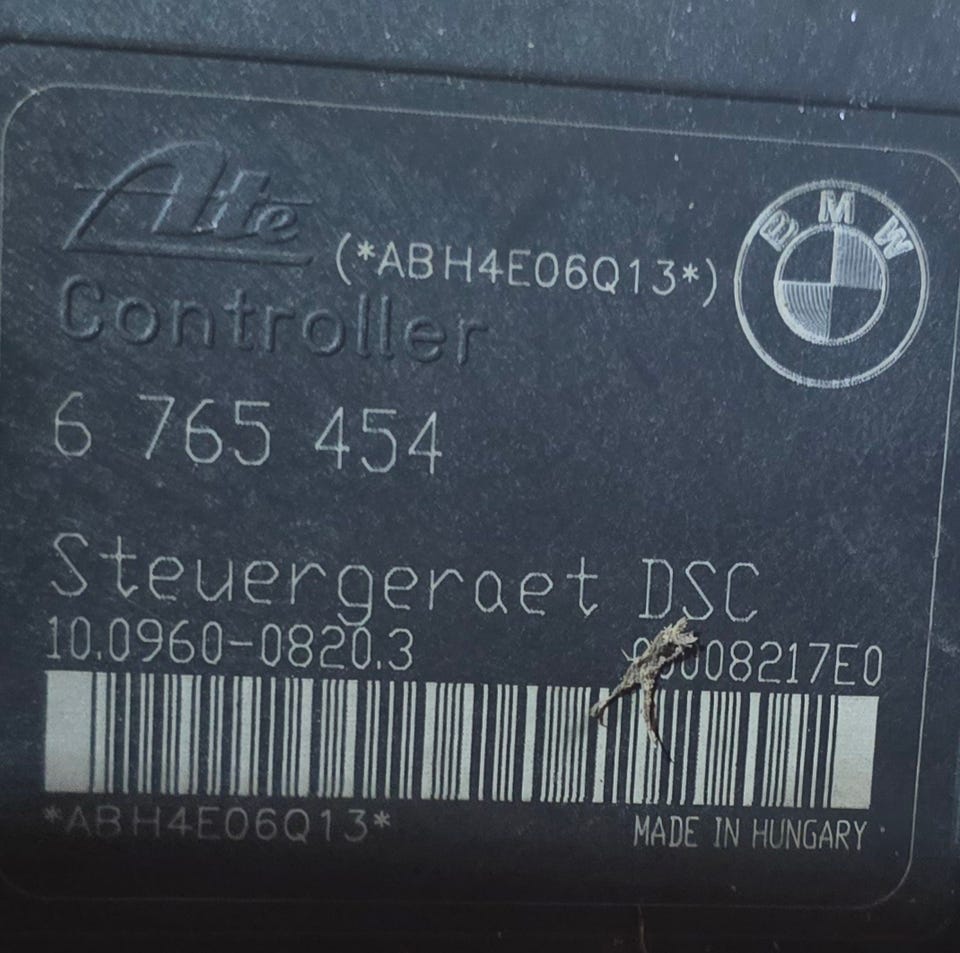 Ate
(*ABH4E06Q13*)
BMW
Controller
6 765 454
Steuergeraet DSC
10.0960-0820.3
*ABH4E06Q13*
MADE IN HUNGARY